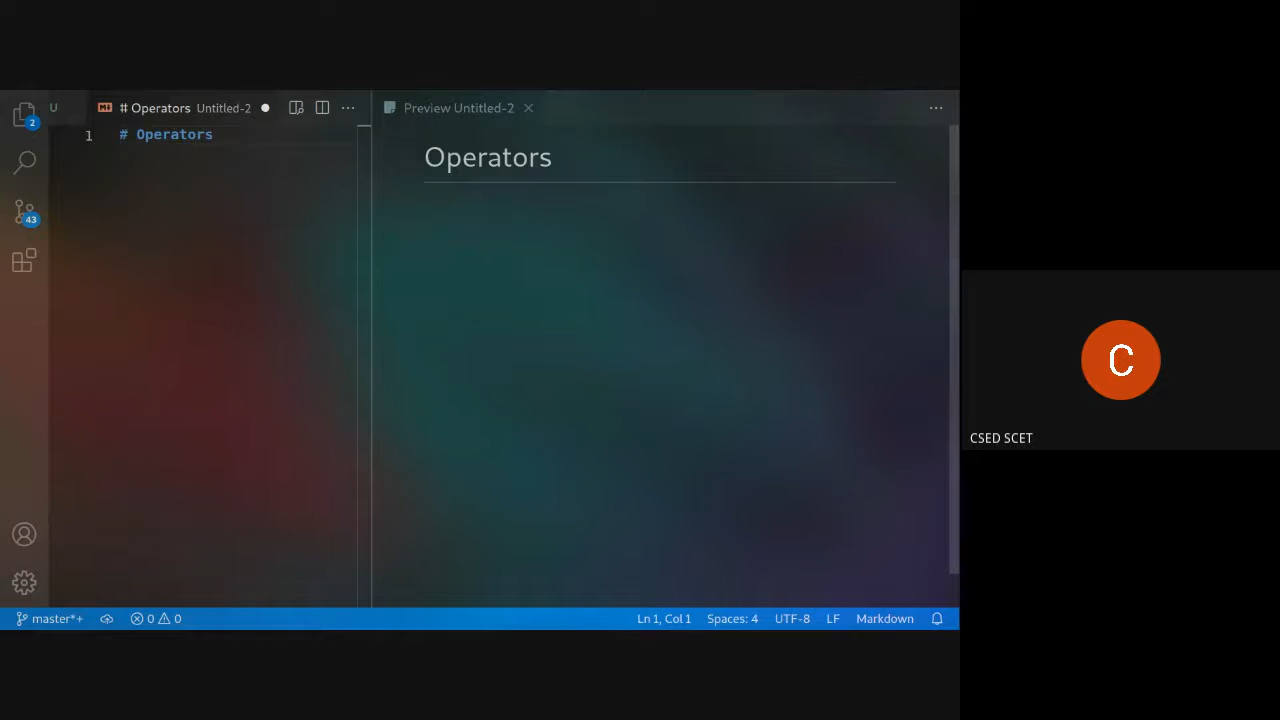 U
# Operators Untitled-2
Preview Untitled-2
1 # Operators
Operators
2
43
C
CSED SCET
master*+
0 0
Ln 1, Col 1
Spaces: 4
UTF-8
LF
Markdown